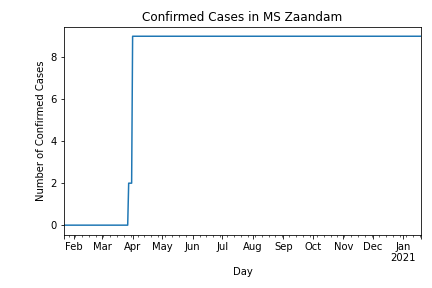 Confirmed Cases in MS Zaandam
Number of Confirmed Cases
8
6
4
2
0
Feb Mar Apr May Jun Jul Aug Sep Oct Nov Dec Jan
2021
Day